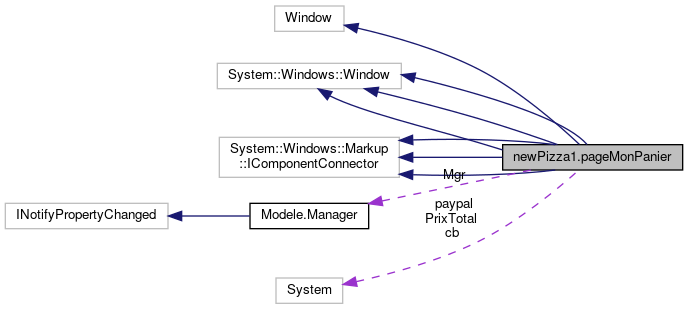 Window
System::Windows::Window
System::Windows::Markup
::IComponentConnector
newPizza1.pageMonPanier
Mgr
INotifyPropertyChanged
Modele.Manager
paypal
PrixTotal
cb
System